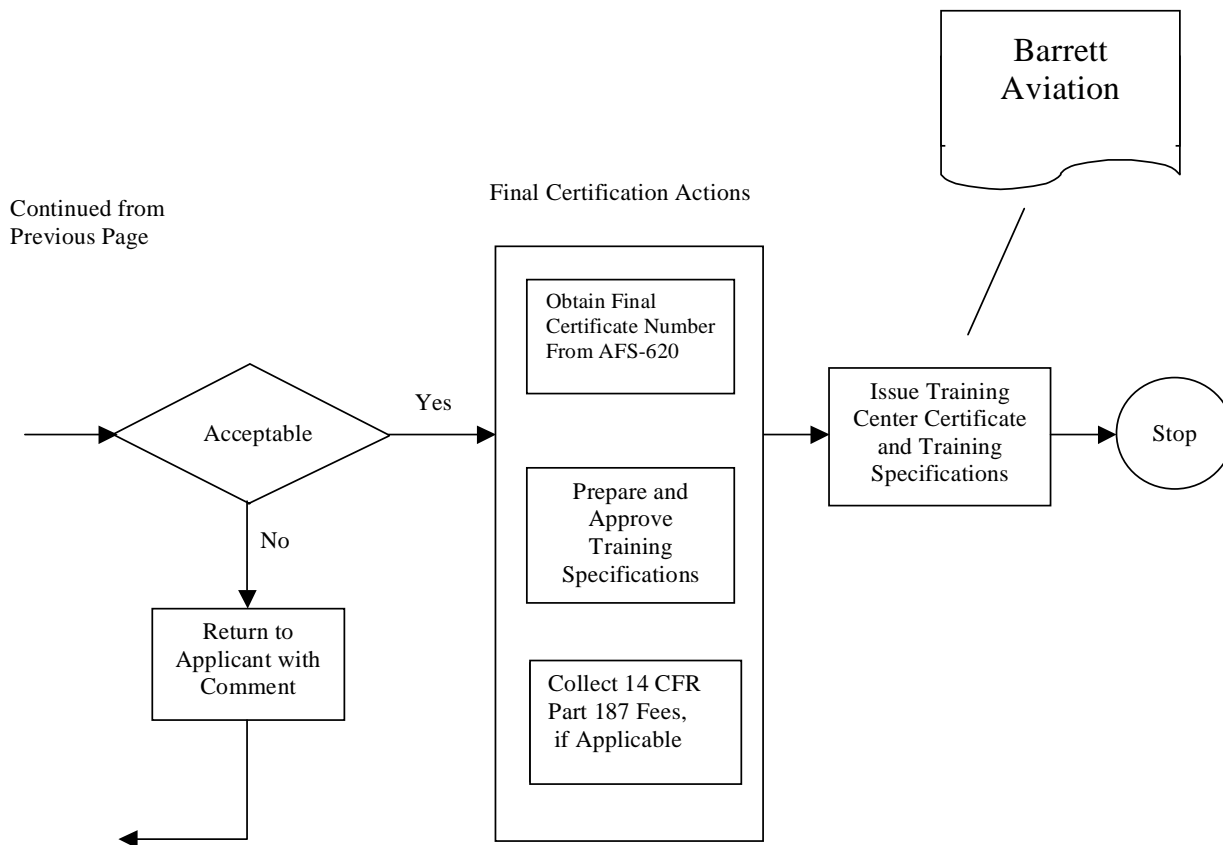 Barrett
Aviation
Continued from
Previous Page
Final Certification Actions
Acceptable
Yes
No
Return to
Applicant with
Comment
Obtain Final
Certificate Number
From AFS-620
Prepare and
Approve
Training
Specifications
Collect 14 CFR
Part 187 Fees,
if Applicable
Issue Training
Center Certificate
and Training
Specifications
Stop